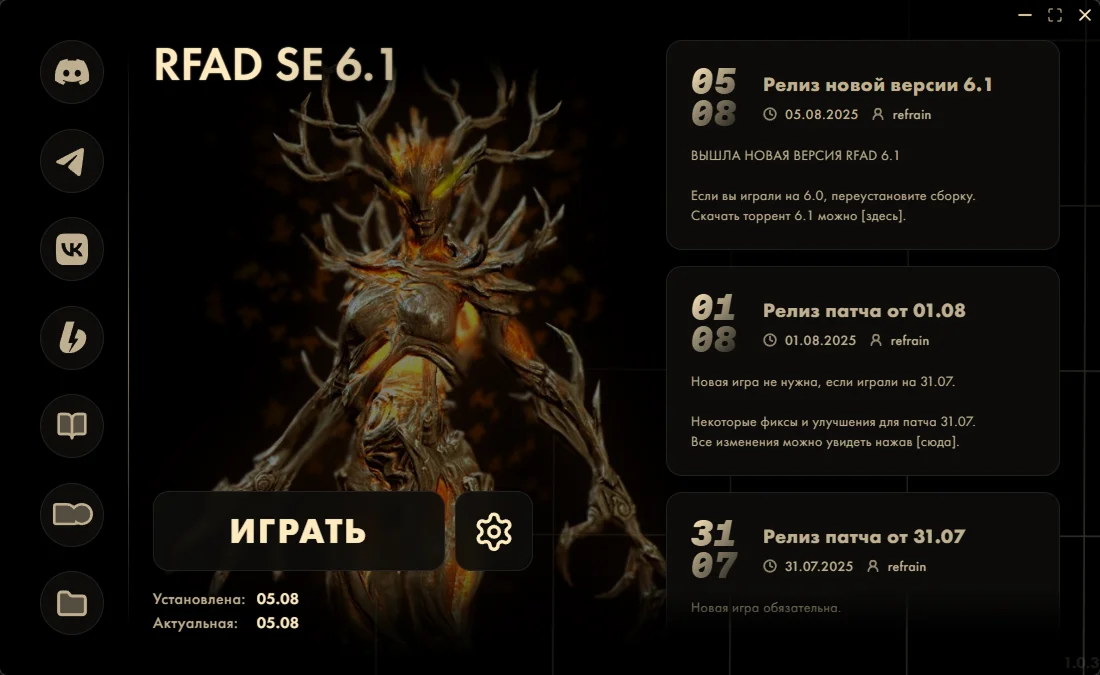 RFAD SE 6.1
ИГРАТЬ
Установлена: 05.08
Актуальная: 05.08
05
08
Релиз новой версии 6.1
05.08.2025 refrain
ВЫШЛА НОВАЯ ВЕРСИЯ RFAD 6.1
Если вы играли на 6.0, переустановите сборку.
Скачать торрент 6.1 можно [здесь].
01
08
Релиз патча от 01.08
01.08.2025 refrain
Новая игра не нужна, если играли на 31.07.
Некоторые фиксы и улучшения для патча 31.07.
Все изменения можно увидеть нажав [сюда].
31
07
Релиз патча от 31.07
31.07.2025 refrain
Новая игра обязательна.
1.0.3